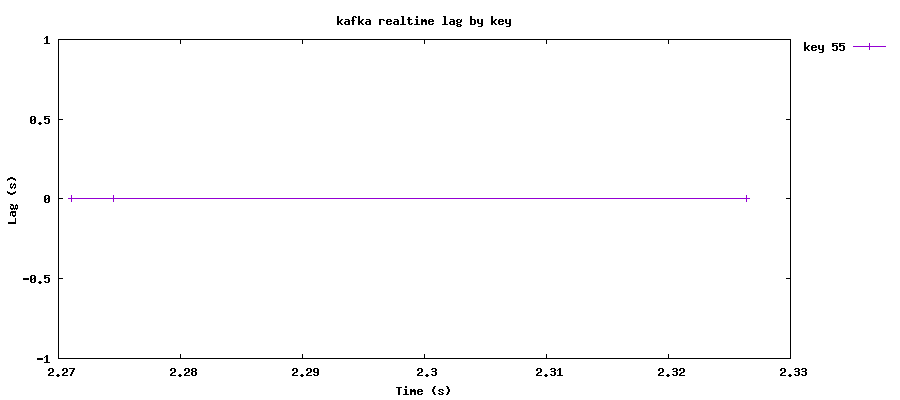 kafka realtime lag by key
key 55
1
0.5
0
-0.5
-1
Lag (s)
2.27 2.28 2.29 2.3 2.31 2.32 2.33
Time (s)